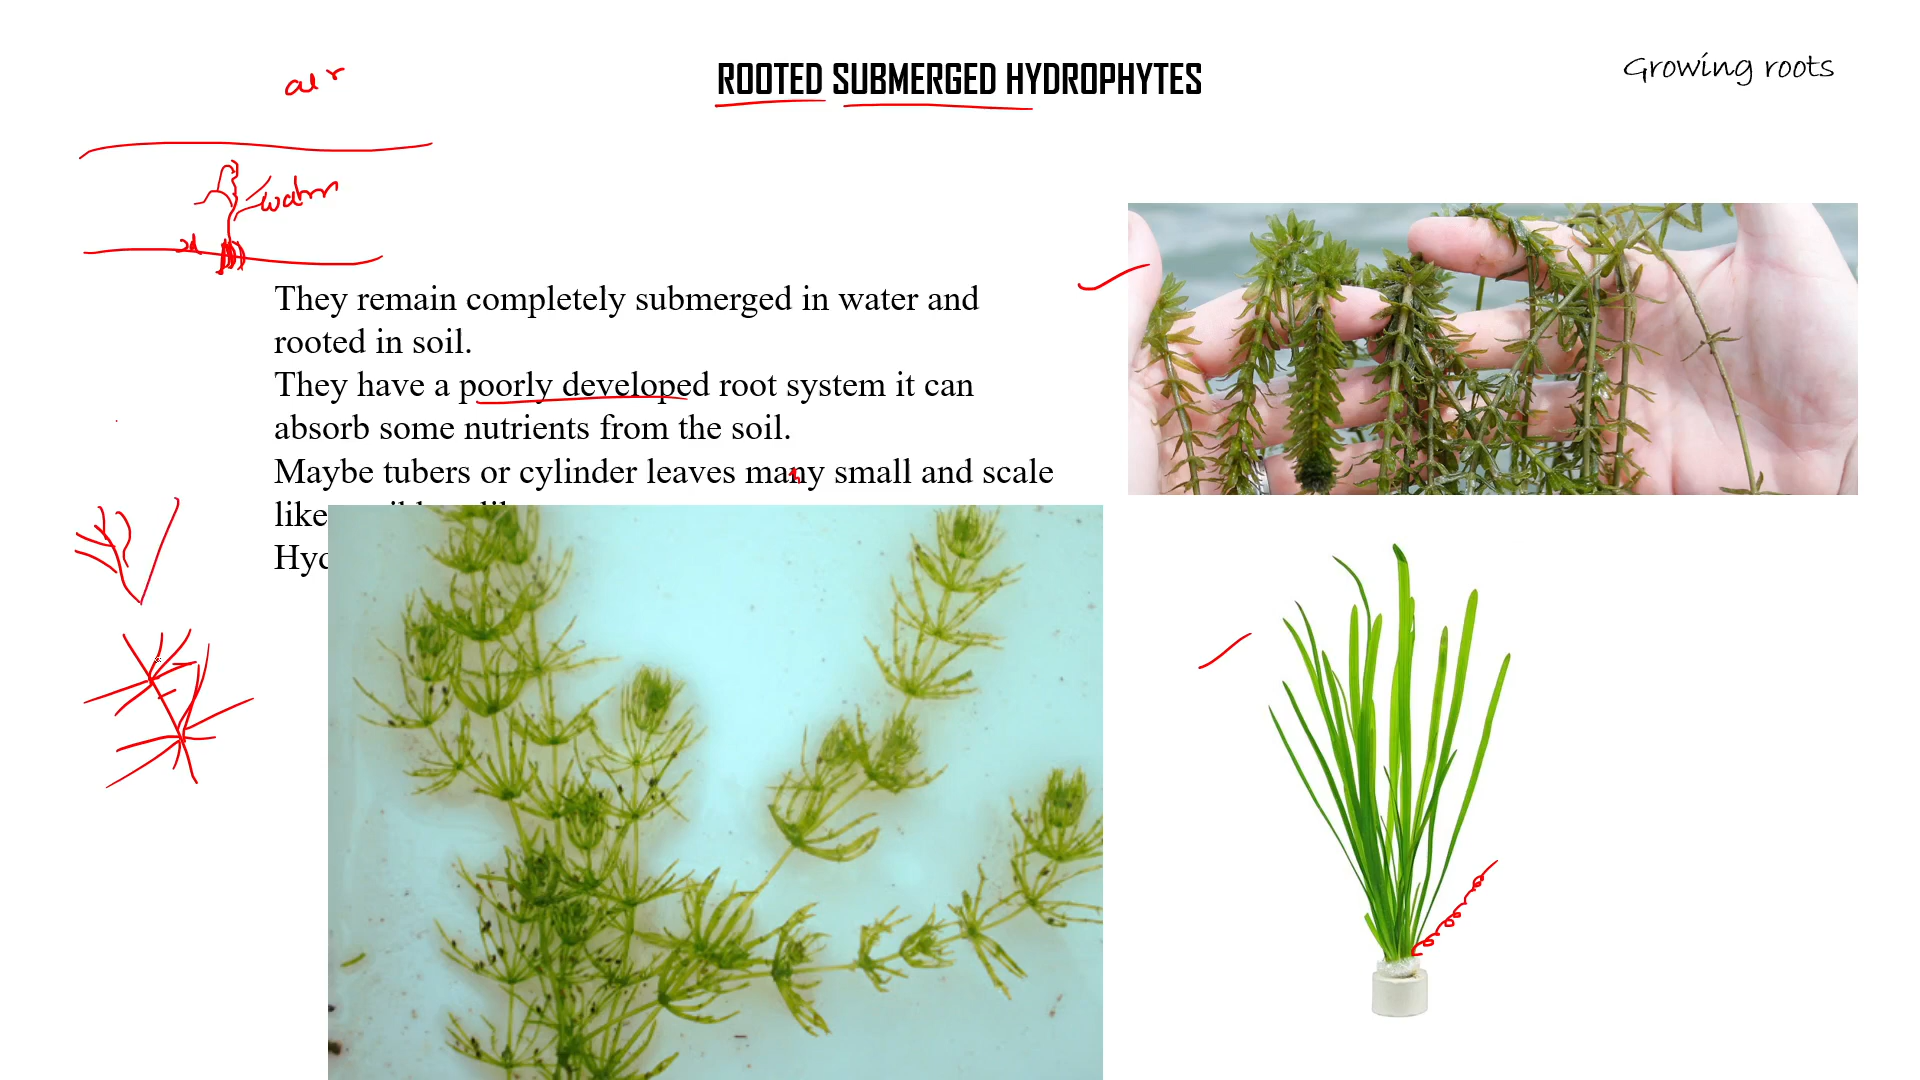 air
ROOTED SUBMERGED HYDROPHYTES
Growing roots
water
They remain completely submerged in water and
rooted in soil.
They have a poorly developed root system it can
absorb some nutrients from the soil.
Maybe tubers or cylinder leaves many small and scale
like